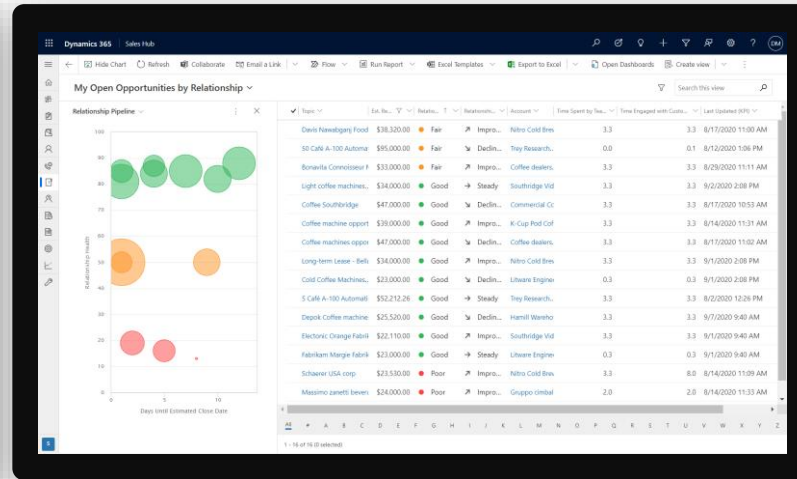 Dynamics 365 Sales Hub DM
Hide Chart Refresh Collaborate Email a Link Flow Run Report Excel Templates Export to Excel Open Dashboards Create view
My Open Opportunities by Relationship Search this view
Relationship Pipeline
Topic Est. Re... Relatio... Relationsh... Account Time Spent by Tea... Time Engaged with Custo... Last Updated (KPI)
Davis Nawabganj Food $38,320.00 Fair Impro... Nitro Cold Brev 3.3 3.3 8/17/2020 11:00 AM
50 Café A-100 Automa $95,000.00 Fair Declin... Trey Research.. 0.0 0.1 8/12/2020 1:06 PM
Bonavita Connoisseur $33,000.00 Fair Impro... Coffee dealers. 3.3 3.3 8/29/2020 11:11 AM
Light coffee machines.. $34,000.00 Good Steady Southridge Vid 3.3 3.3 9/2/2020 2:08 PM
Coffee Southbridge $47,000.00 Good Declin... Commercial Cc 3.3 3.3 8/17/2020 10:53 AM
Coffee machine opport $39,000.00 Good Impro... K-Cup Pod Cof 3.3 3.3 8/14/2020 11:31 AM
Coffee machines oppor $47,000.00 Good Declin... Coffee dealers. 3.3 3.3 8/17/2020 11:02 AM
Long-term Lease - Bella $34,000.00 Good Impro... Nitro Cold Brev 3.3 3.3 9/1/2020 2:08 PM
Cold Coffee Machines.. $23,000.00 Good Declin... Litware Enginee 0.3 0.3 9/1/2020 2:08 PM
5 Café A-100 Automati $52,212.26 Good Steady Trey Research.. 3.3 3.3 8/2/2020 12:26 PM
Depok Coffee machine $25,520.00 Good Declin... Hamill Wareho 3.3 3.3 9/7/2020 9:40 AM
Electonic Orange Fabrik $22,110.00 Good Impro... Southridge Vid 3.3 3.3 9/1/2020 9:40 AM
Fabrikam Margie Fabrik $23,000.00 Good Steady Litware Enginee 0.3 0.3 9/1/2020 9:40 AM
Schaerer USA corp $23,530.00 Poor Impro... Nitro Cold Brev 3.3 8.0 8/14/2020 11:09 AM
Massimo zanetti bever $24,000.00 Poor Impro... Gruppo cimbal 2.0 2.0 8/14/2020 11:33 AM
100
90
80
70
60
50
40
30
20
10
0
Relationship Health
0 5 10
Days Until Estimated Close Date
All # A B C D E F G H I J K L M N O P Q R S T U V W X Y Z
1 - 16 of 16 (0 selected)
S